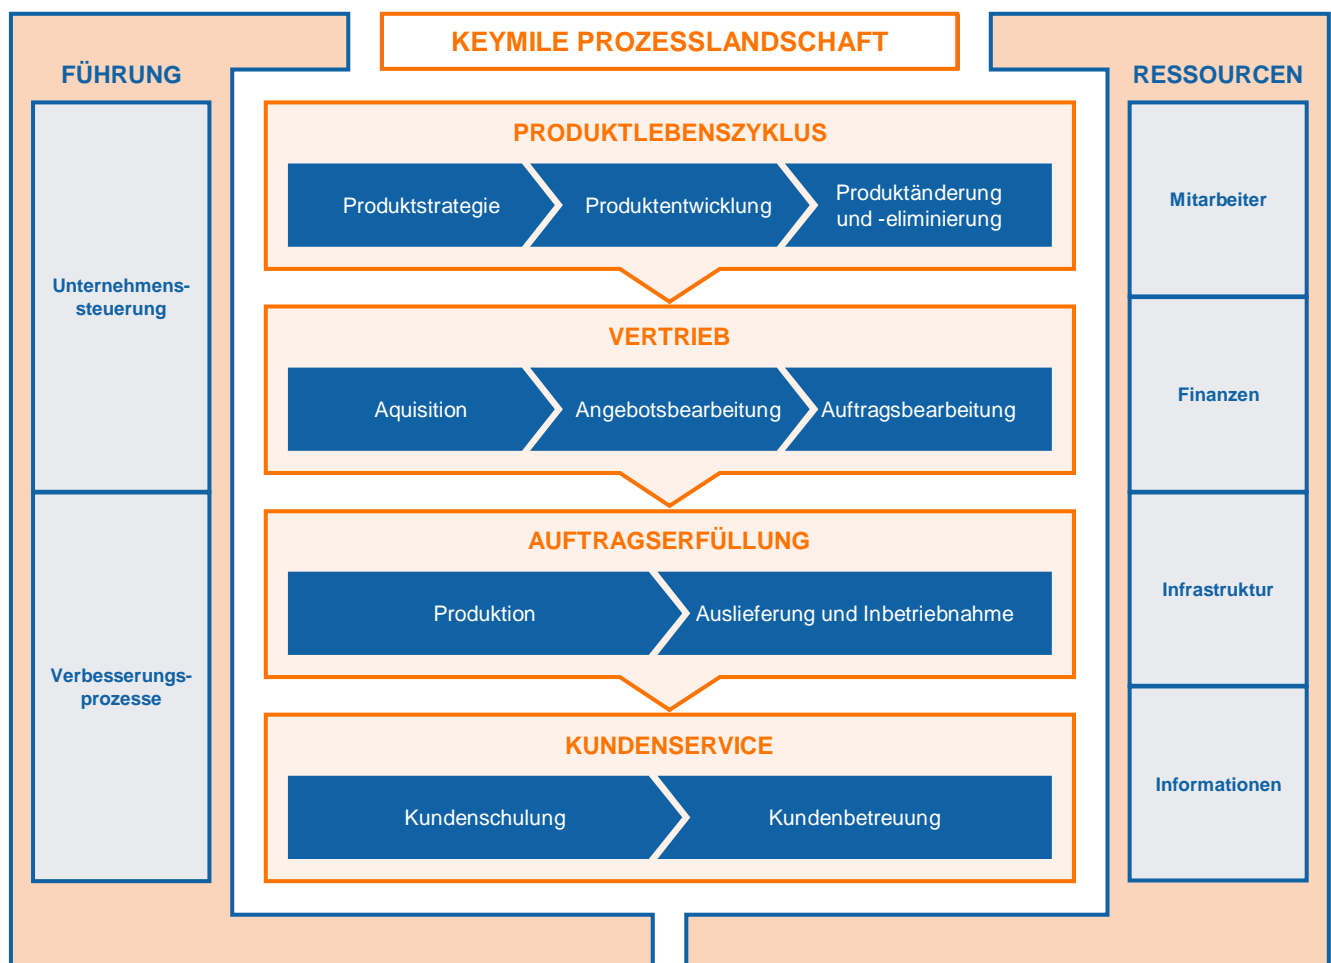 KEYMILE PROZESSLANDSCHAFT
FÜHRUNG
Unternehmens-
steuerung
Verbesserungs-
prozesse
PRODUKTLEBENSZYKLUS
Produktstrategie
Produktentwicklung
Produktänderung
und -eliminierung
VERTRIEB
Aquisition
Angebotsbearbeitung
Auftragsbearbeitung
AUFTRAGSERFÜLLUNG
Produktion
Auslieferung und Inbetriebnahme
KUNDENSERVICE
Kundenschulung
Kundenbetreuung
RESSOURCEN
Mitarbeiter
Finanzen
Infrastruktur
Informationen